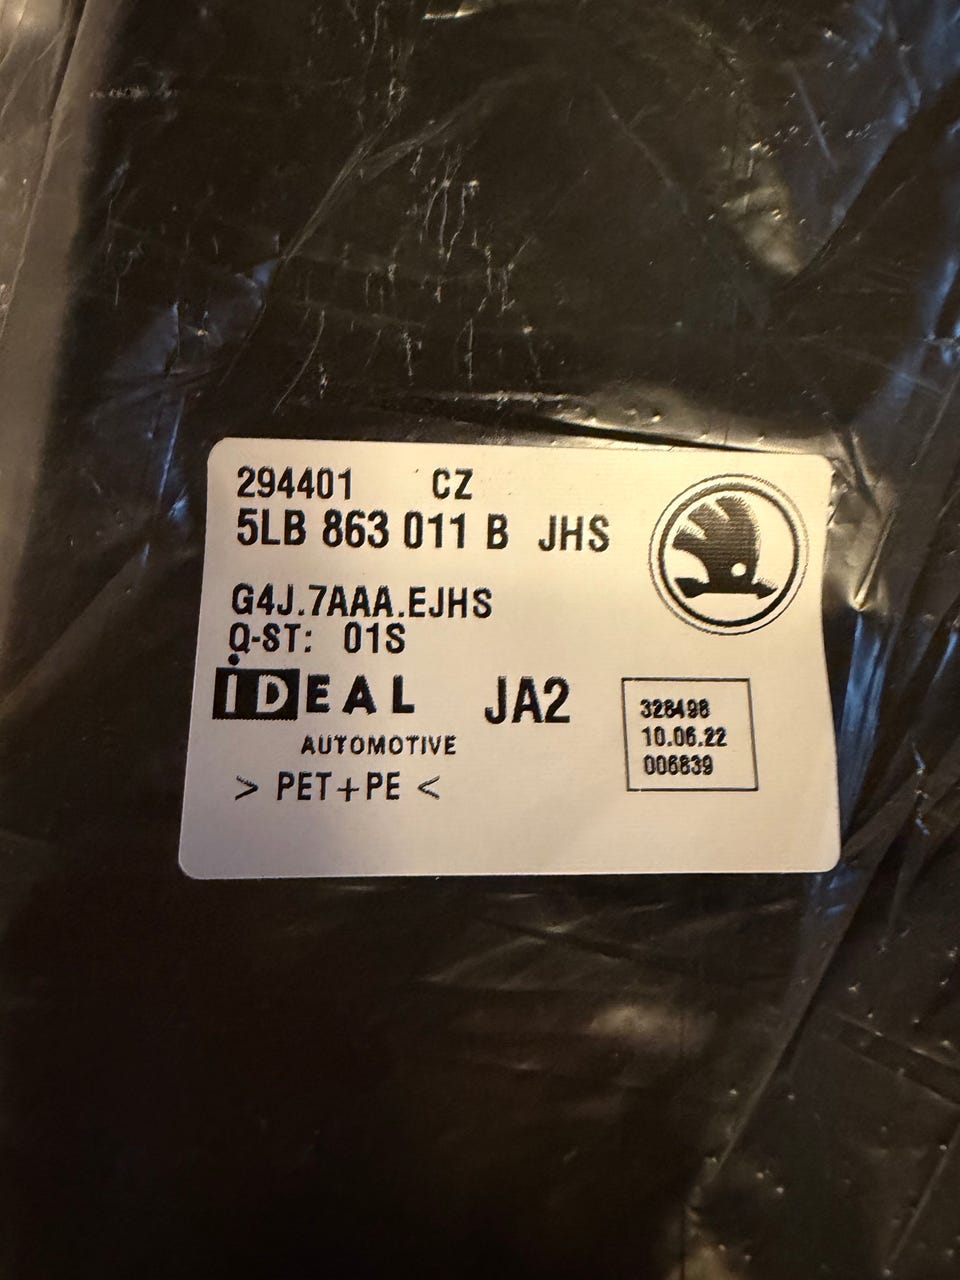 294401 CZ
5LB 863 011 B JHS
G4J.7AAA.EJHS
Q-ST: 01S
iDEAL JA2
AUTOMOTIVE
> PET+PE <
328498
10.06.22
006839